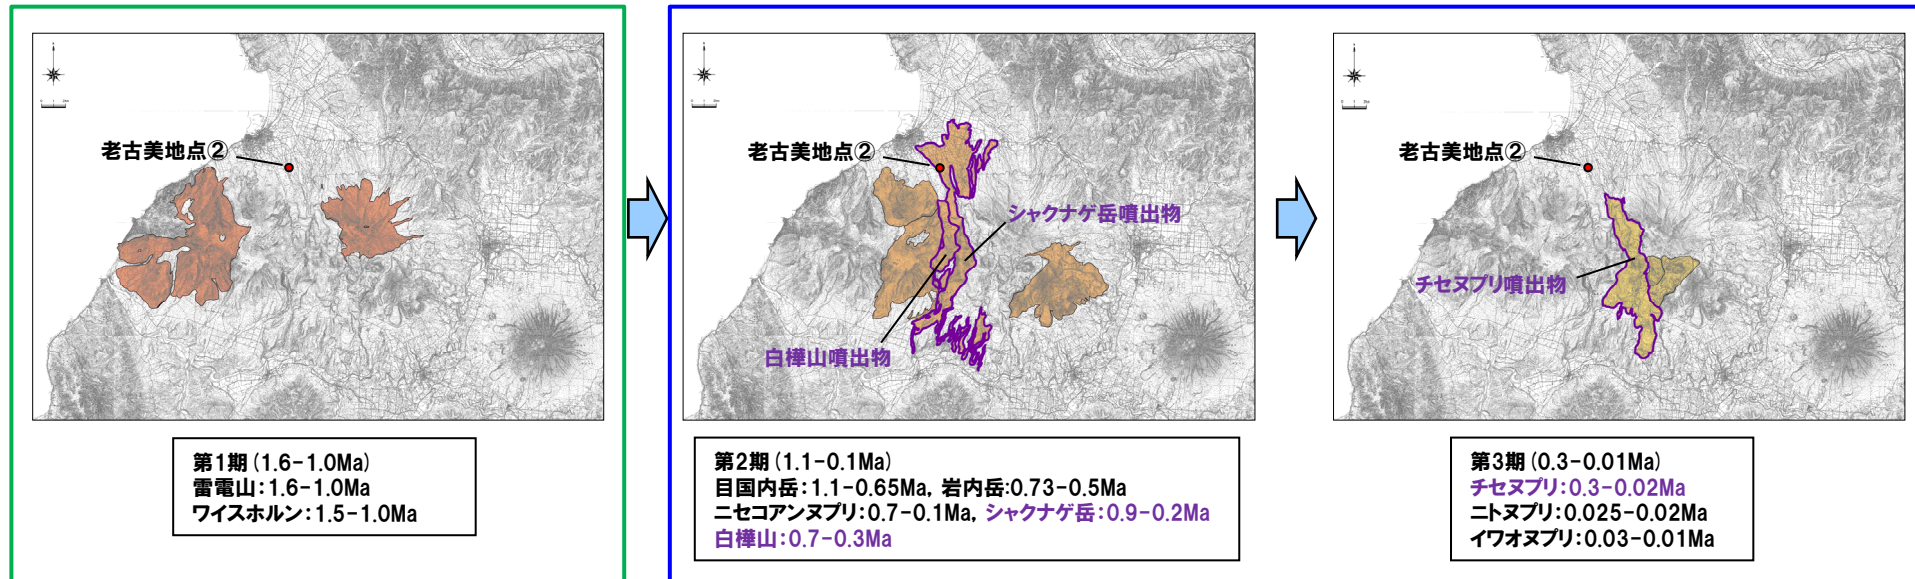 老古美地点②
第1期(1.6-1.0Ma)
雷電山:1.6-1.0Ma
ワイスホルン:1.5-1.0Ma
老古美地点②
シャクナゲ岳噴出物
白樺山噴出物
第2期(1.1-0.1Ma)
目国内岳:1.1-0.65Ma, 岩内岳:0.73-0.5Ma
ニセコアンヌプリ:0.7-0.1Ma, シャクナゲ岳:0.9-0.2Ma
白樺山:0.7-0.3Ma
老古美地点②
チセヌプリ噴出物
第3期(0.3-0.01Ma)
チセヌプリ:0.3-0.02Ma
ニトヌプリ:0.025-0.02Ma
イワオヌプリ:0.03-0.01Ma